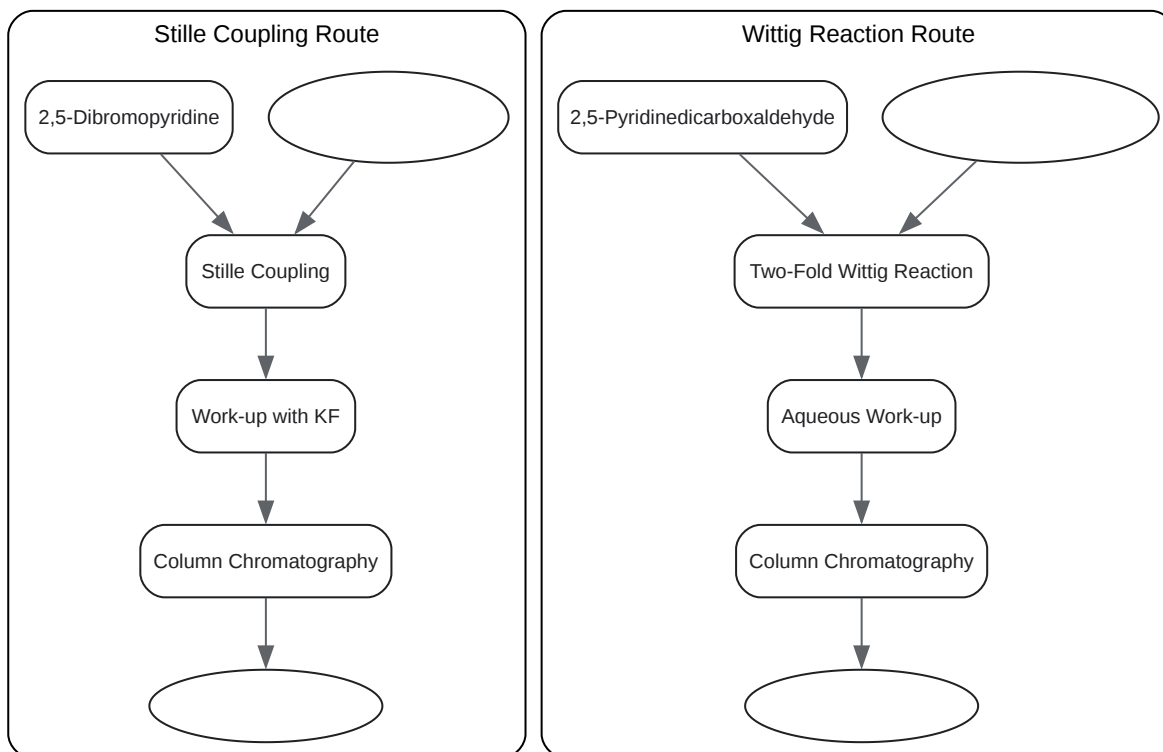 Stille Coupling Route
2,5-Dibromopyridine
Stille Coupling
Work-up with KF
Column Chromatography
Wittig Reaction Route
2,5-Pyridinedicarboxaldehyde
Two-Fold Wittig Reaction
Aqueous Work-up
Column Chromatography